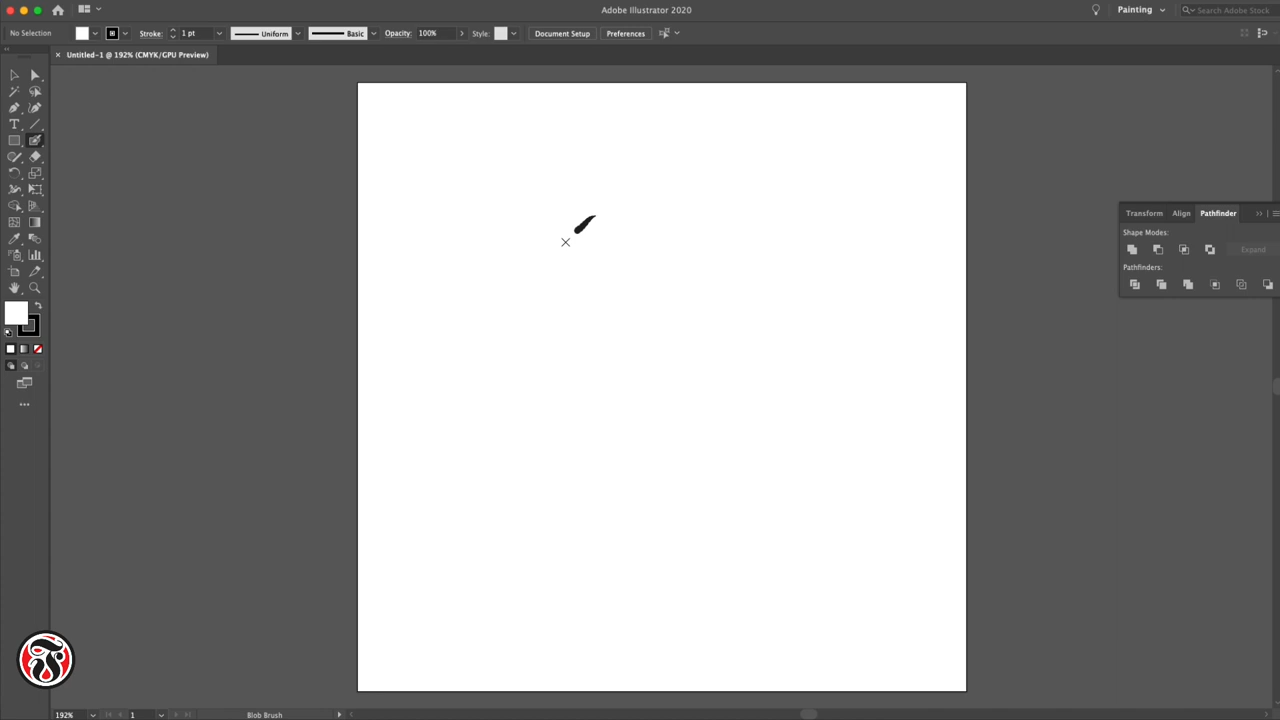 Adobe Illustrator 2020
Painting
Search Adobe Stock
No Selection
Stroke:
1 pt
Uniform
Basic
Opacity:
100%
Style:
Document Setup
Preferences
Untitled-1 @ 192% (CMYK/GPU Preview)
Transform
Align
Pathfinder
Shape Modes:
Expand
Pathfinders:
192%
1
Blob Brush